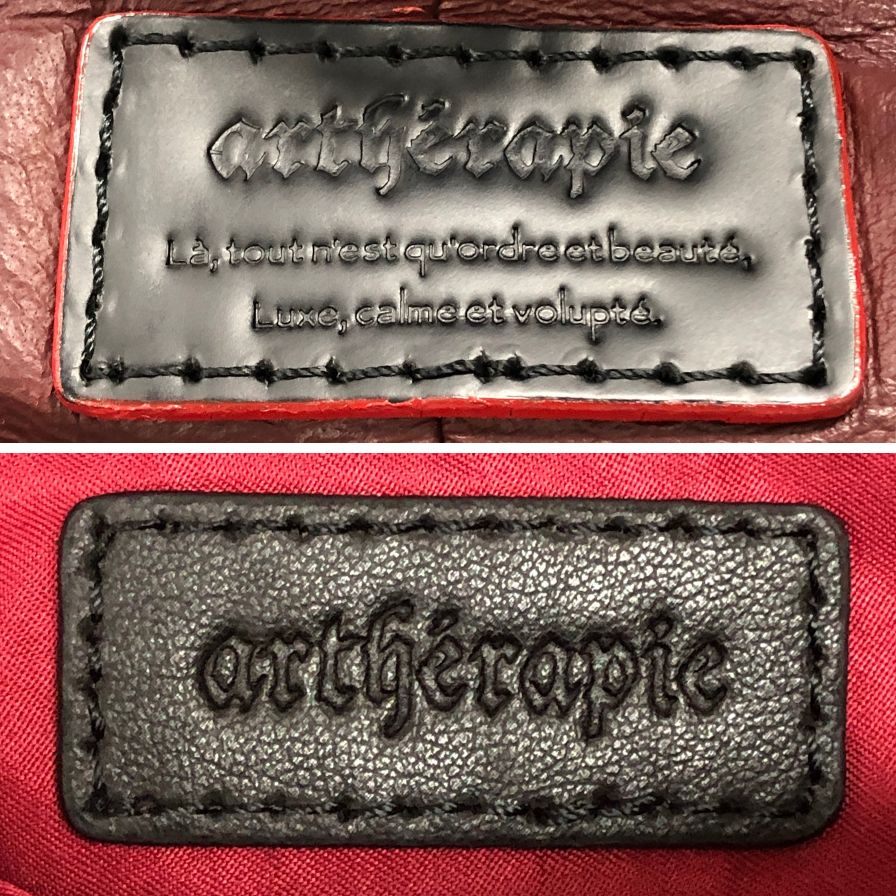 arthérapie
Là, tout n'est qu'ordre et beauté,
Luxe, calme et volupté.
arthérapie